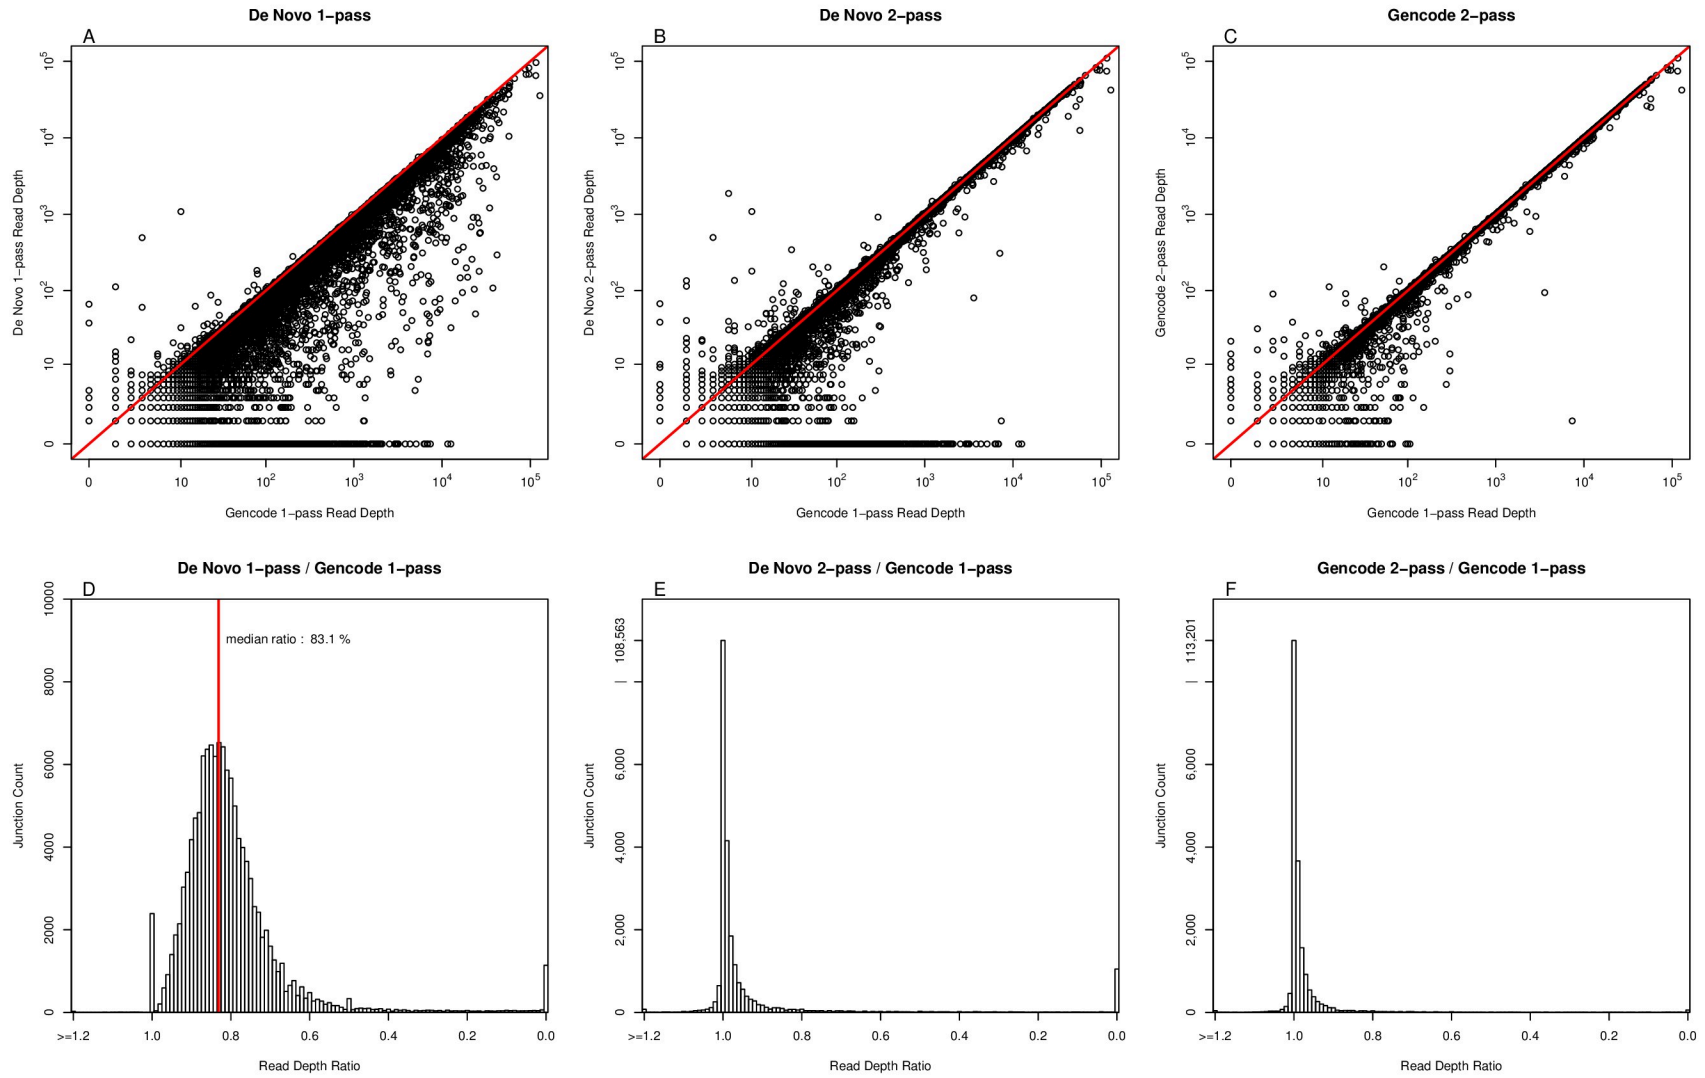 De Novo 1−pass
A
De Novo 1−pass Read Depth
10^5
10^4
10^3
10^2
10
0
0 10 10^2 10^3 10^4 10^5
Gencode 1−pass Read Depth
De Novo 2−pass
B
De Novo 2−pass Read Depth
10^5
10^4
10^3
10^2
10
0
0 10 10^2 10^3 10^4 10^5
Gencode 1−pass Read Depth
Gencode 2−pass
C
Gencode 2−pass Read Depth
10^5
10^4
10^3
10^2
10
0
0 10 10^2 10^3 10^4 10^5
Gencode 1−pass Read Depth
De Novo 1−pass / Gencode 1−pass
D
Junction Count
10000
8000
6000
4000
2000
0
median ratio : 83.1 %
>=1.2 1.0 0.8 0.6 0.4 0.2 0.0
Read Depth Ratio
De Novo 2−pass / Gencode 1−pass
E
Junction Count
108,563
|
6,000
4,000
2,000
0
>=1.2 1.0 0.8 0.6 0.4 0.2 0.0
Read Depth Ratio
Gencode 2−pass / Gencode 1−pass
F
Junction Count
113,201
|
6,000
4,000
2,000
0
>=1.2 1.0 0.8 0.6 0.4 0.2 0.0
Read Depth Ratio